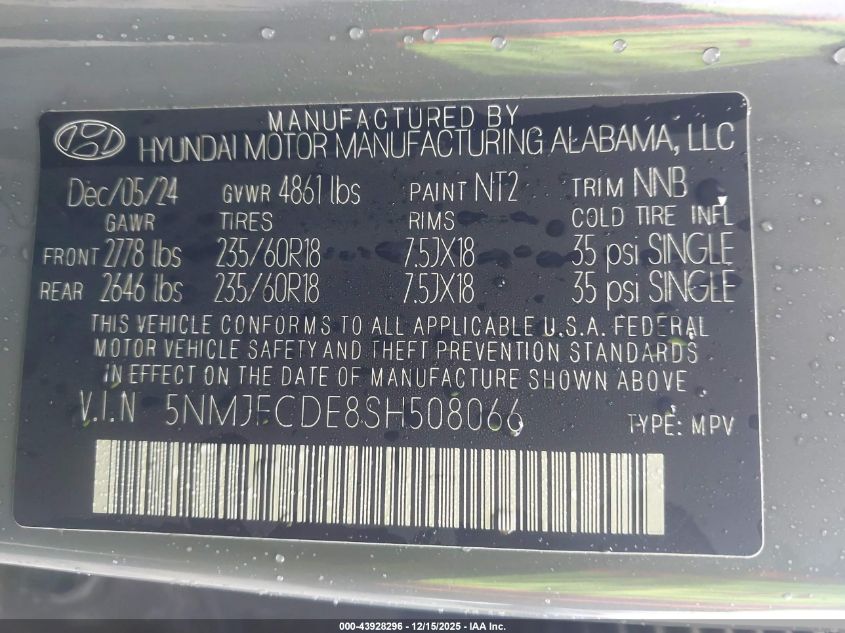 MANUFACTURED BY
HYUNDAI MOTOR MANUFACTURING ALABAMA, LLC
Dec/05/24 GVWR 4861 lbs PAINT NT2 TRIM NNB
GAWR TIRES RIMS COLD TIRE INFL
FRONT 2778 lbs 235/60R18 7.5JX18 35 psi SINGLE
REAR 2646 lbs 235/60R18 7.5JX18 35 psi SINGLE
THIS VEHICLE CONFORMS TO ALL APPLICABLE U.S.A. FEDERAL
MOTOR VEHICLE SAFETY AND THEFT PREVENTION STANDARDS
IN EFFECT ON THE DATE OF MANUFACTURE SHOWN ABOVE
V.I.N 5NMJECDE8SH508066 TYPE: MPV
000-43928296 - 12/15/2025 - IAA Inc.